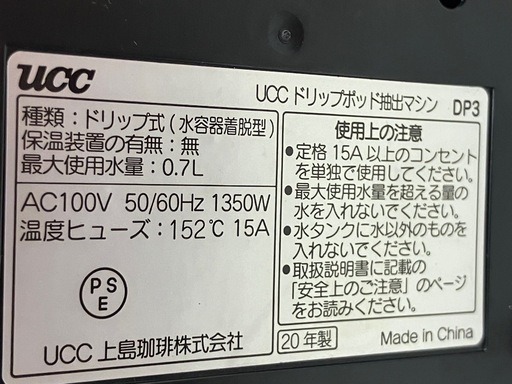 ucc
UCC ドリップポッド抽出マシン DP3
種類：ドリップ式（水容器着脱型）
保温装置の有無：無
最大使用水量：0.7L
AC100V 50/60Hz 1350W
温度ヒューズ：152℃ 15A
PS
E
UCC 上島珈琲株式会社
使用上の注意
●定格 15A 以上のコンセント
を単独で使用してください。
●最大使用水量を超える量の
水を入れないでください。
●水タンクに水以外のものを
入れないでください。
●取扱説明書に記載の
「安全上のご注意」のページ
をお読みください。
20 年製
Made in China